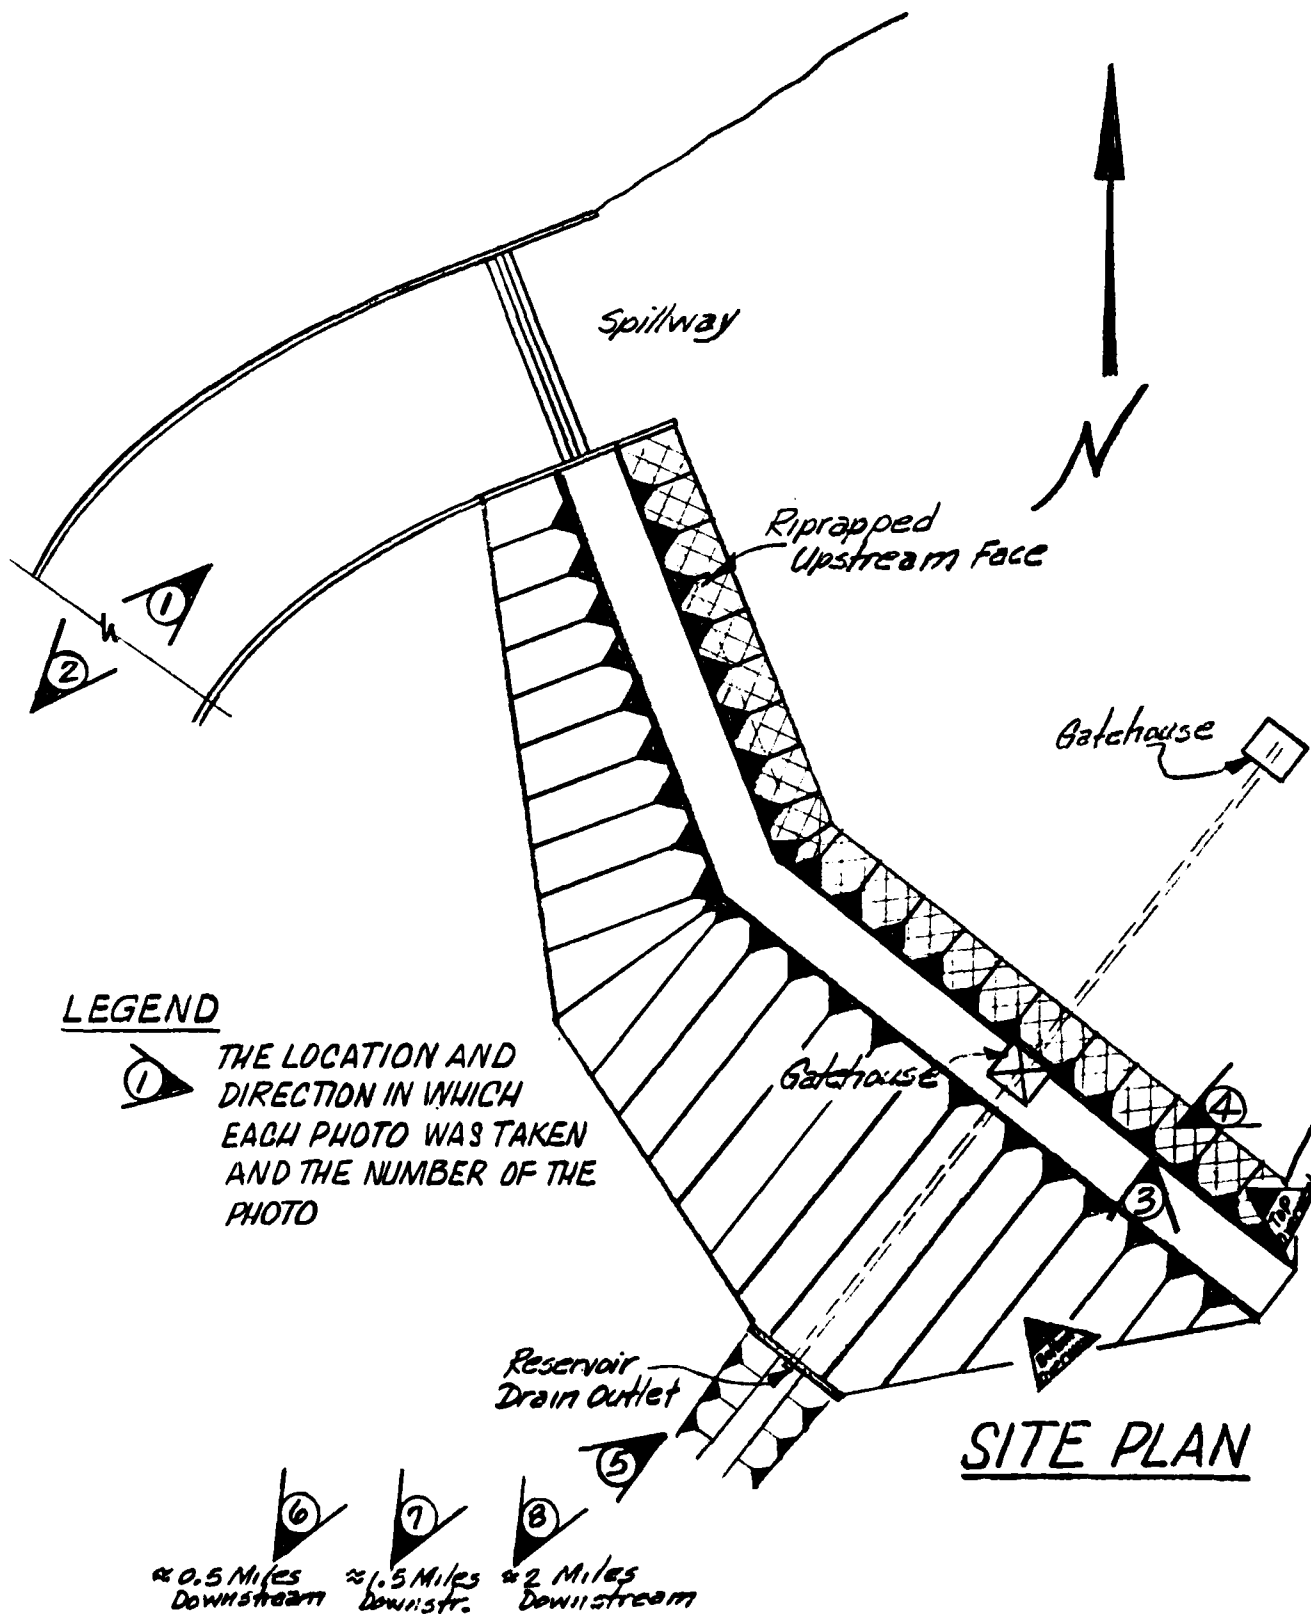 Spillway
N
Riprapped
Upstream Face
1
2
Gatehouse
LEGEND
1
THE LOCATION AND
DIRECTION IN WHICH
EACH PHOTO WAS TAKEN
AND THE NUMBER OF THE
PHOTO
Gatehouse
4
3
Top
Reservoir
Drain Outlet
5
SITE PLAN
6
7
8
≈ 0.5 Miles
Downstream
≈1.5 Miles
Downstr.
≈2 Miles
Downstream